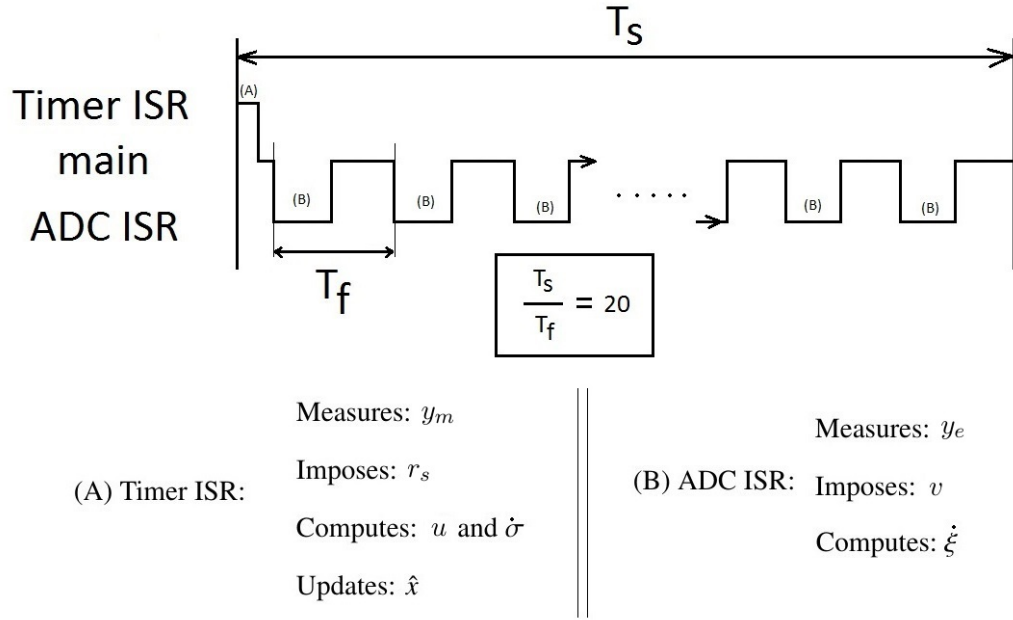 T_s
(A)
Timer ISR
main
ADC ISR
(B)
(B)
(B)
.....
(B)
(B)
T_f
T_s
T_f
= 20
(A) Timer ISR:
Measures: y_m
Imposes: r_s
Computes: u and σ̇
Updates: x̂
(B) ADC ISR:
Measures: y_e
Imposes: v
Computes: ξ̇